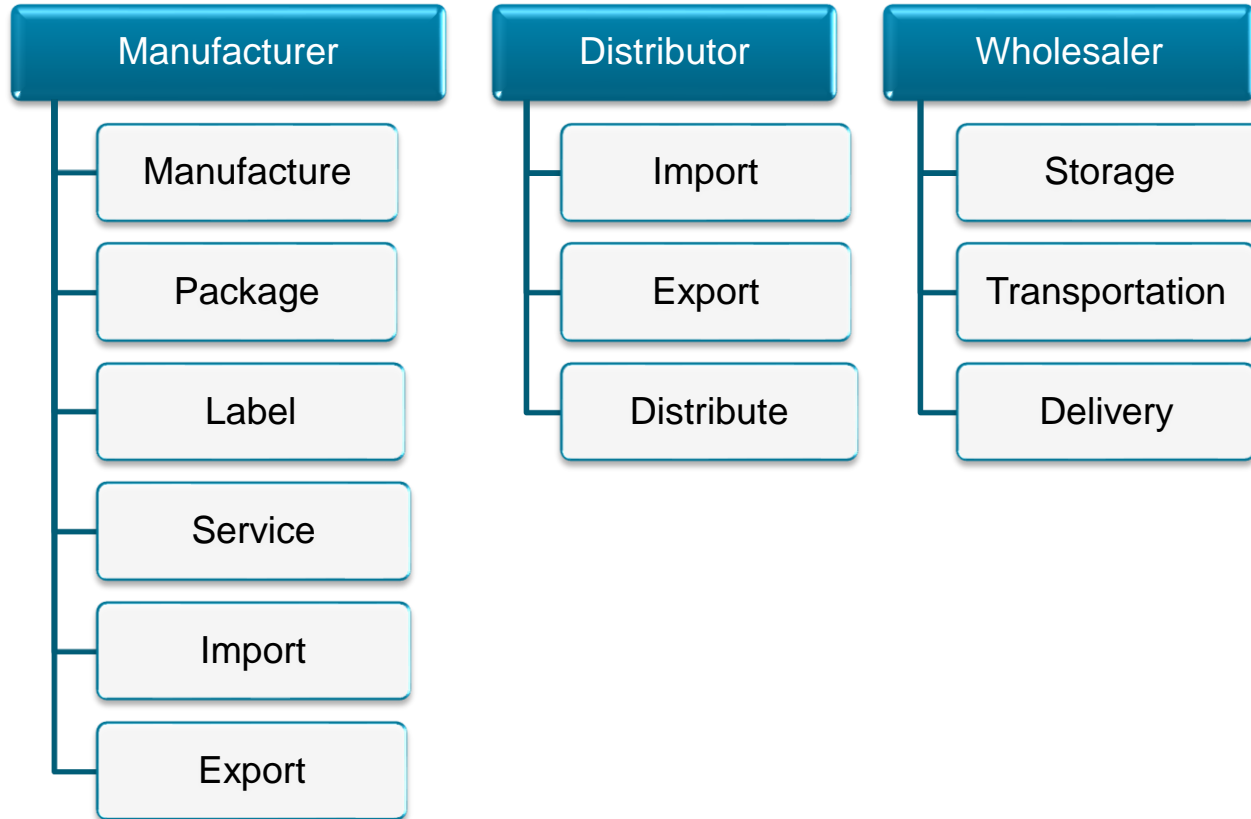 Manufacturer
Manufacture
Package
Label
Service
Import
Export
Distributor
Import
Export
Distribute
Wholesaler
Storage
Transportation
Delivery